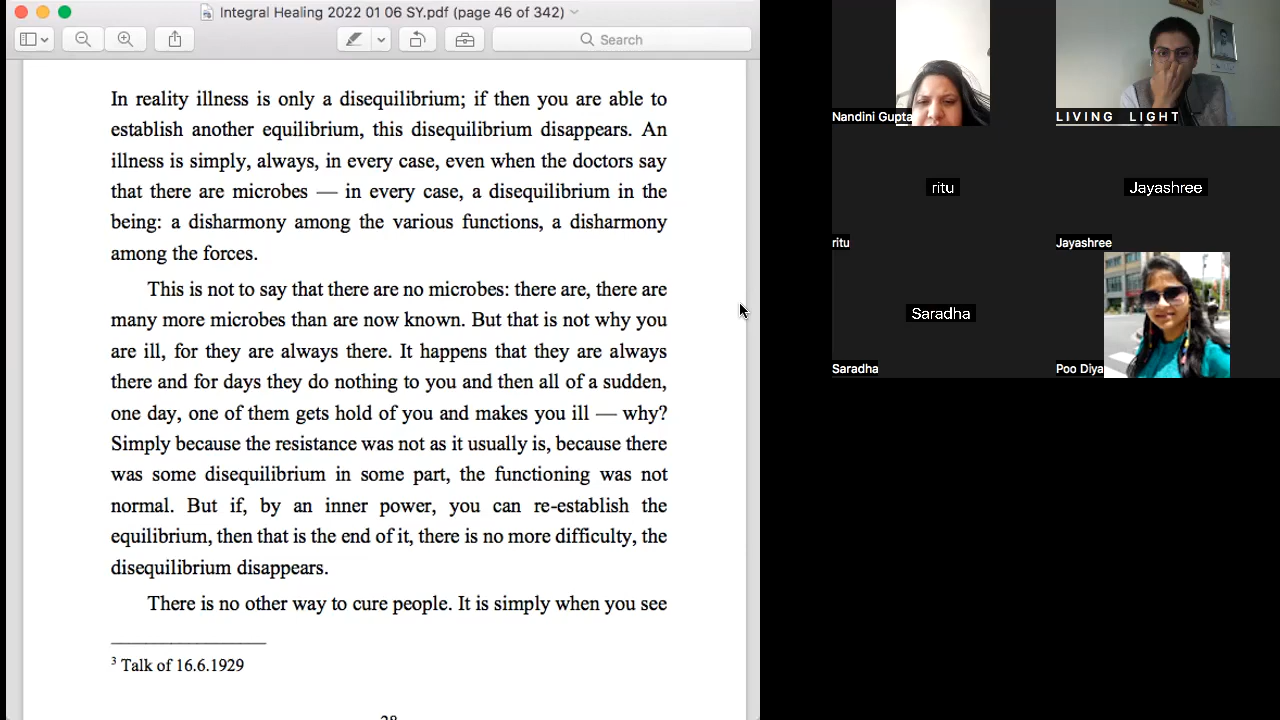 Integral Healing 2022 01 06 SY.pdf (page 46 of 342)
Search
In reality illness is only a disequilibrium; if then you are able to
establish another equilibrium, this disequilibrium disappears. An
illness is simply, always, in every case, even when the doctors say
that there are microbes — in every case, a disequilibrium in the
being: a disharmony among the various functions, a disharmony
among the forces.
This is not to say that there are no microbes: there are, there are
many more microbes than are now known. But that is not why you
are ill, for they are always there. It happens that they are always
there and for days they do nothing to you and then all of a sudden,
one day, one of them gets hold of you and makes you ill — why?
Simply because the resistance was not as it usually is, because there
was some disequilibrium in some part, the functioning was not
normal. But if, by an inner power, you can re-establish the
equilibrium, then that is the end of it, there is no more difficulty, the
disequilibrium disappears.
There is no other way to cure people. It is simply when you see
3 Talk of 16.6.1929
28
Nandini Gupta
LIVING LIGHT
ritu
ritu
Jayashree
Jayashree
Saradha
Saradha
Poo Diya